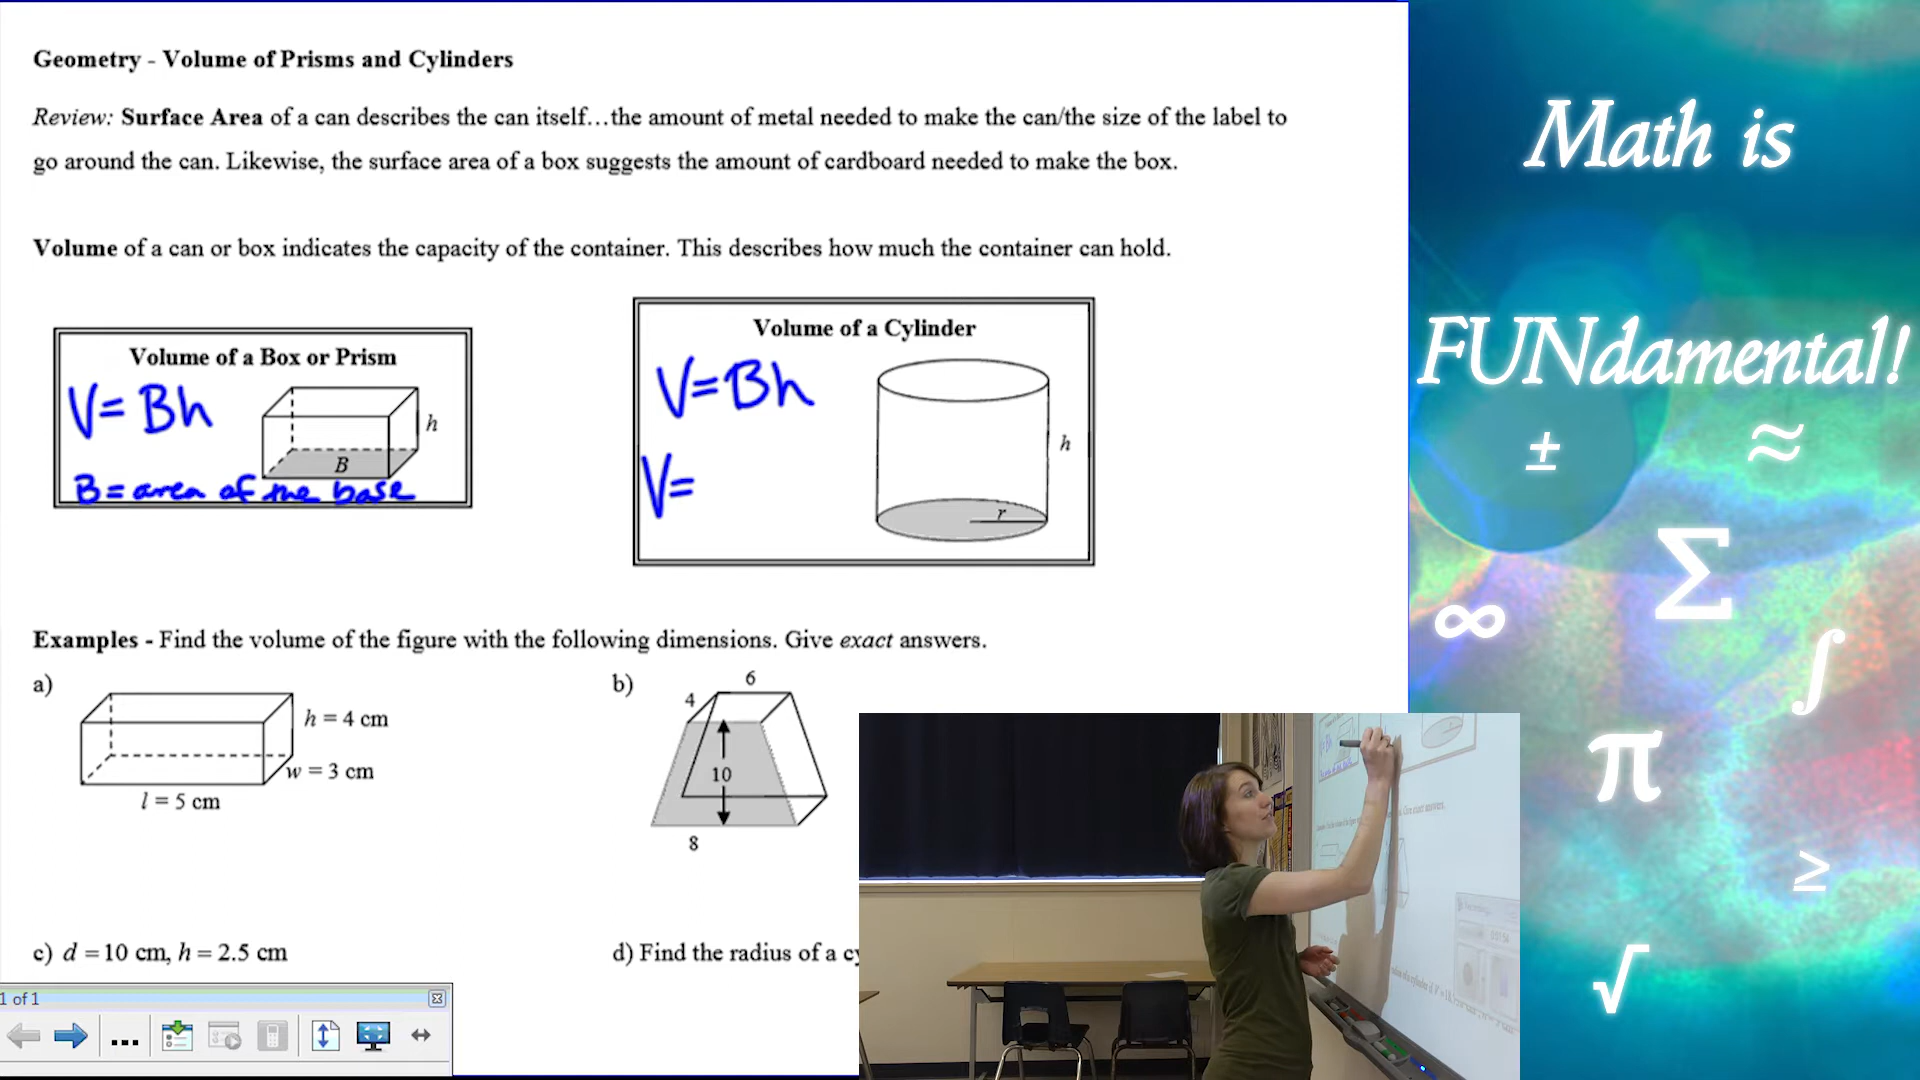 Geometry - Volume of Prisms and Cylinders
Review: Surface Area of a can describes the can itself…the amount of metal needed to make the can/the size of the label to
go around the can. Likewise, the surface area of a box suggests the amount of cardboard needed to make the box.
Volume of a can or box indicates the capacity of the container. This describes how much the container can hold.
Volume of a Box or Prism
V = Bh
h
B
B = area of the base
Volume of a Cylinder
V = Bh
V =
h
r
Examples - Find the volume of the figure with the following dimensions. Give exact answers.
a)
h = 4 cm
w = 3 cm
l = 5 cm
b)
6
4
10
8
c) d = 10 cm, h = 2.5 cm
d) Find the radius of a
1 of 1
...
Math is
FUNdamental!
± ≈
Σ
∞
∫
π
≥
√